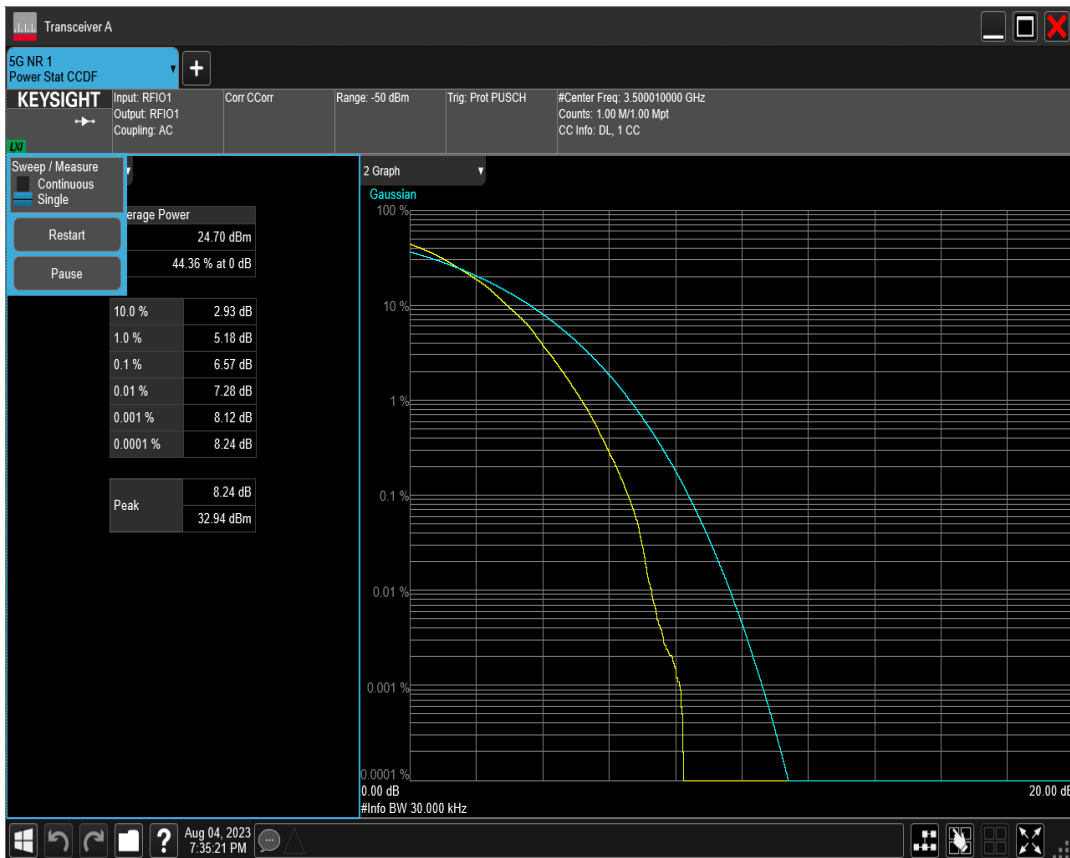 Transceiver A
5G NR 1
Power Stat CCDF
KEYSIGHT
LXI
Input: RFIO1
Output: RFIO1
Coupling: AC
Corr CCorr
Range: -50 dBm
Trig: Prot PUSCH
#Center Freq: 3.500010000 GHz
Counts: 1.00 M/1.00 Mpt
CC Info: DL, 1 CC
Sweep / Measure
Continuous
Single
Restart
Pause
erage Power
24.70 dBm
44.36 % at 0 dB
10.0 % 2.93 dB
1.0 % 5.18 dB
0.1 % 6.57 dB
0.01 % 7.28 dB
0.001 % 8.12 dB
0.0001 % 8.24 dB
Peak
8.24 dB
32.94 dBm
2 Graph
Gaussian
100 %
10 %
1 %
0.1 %
0.01 %
0.001 %
0.0001 %
0.00 dB
20.00 dB
#Info BW 30.000 kHz
?
Aug 04, 2023
7:35:21 PM